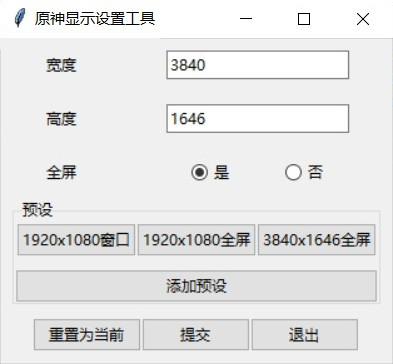 原神显示设置工具
宽度 3840
高度 1646
全屏 是 否
预设
1920x1080窗口 1920x1080全屏 3840x1646全屏
添加预设
重置为当前 提交 退出